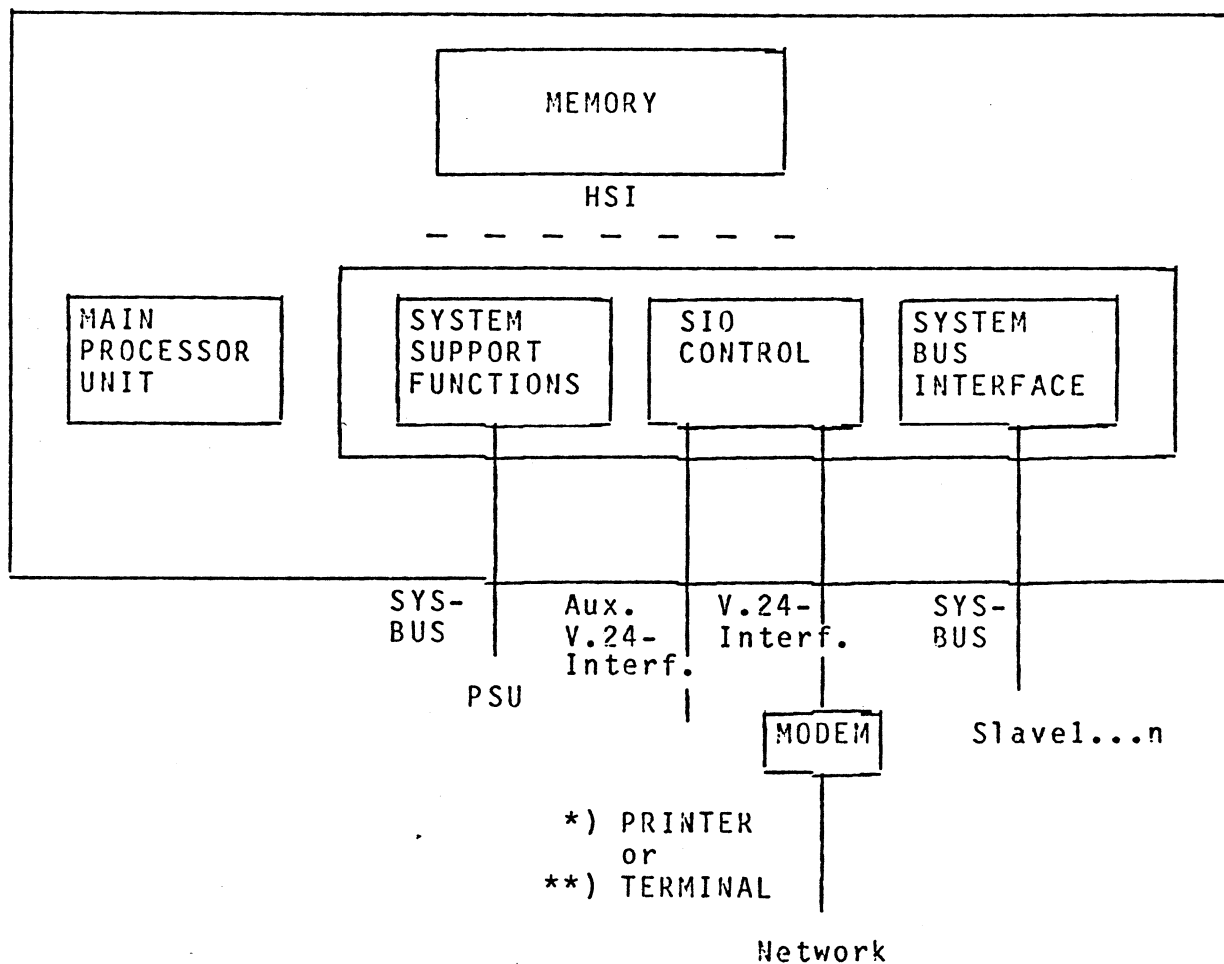 MEMORY
HSI
MAIN
PROCESSOR
UNIT
SYSTEM
SUPPORT
FUNCTIONS
SIO
CONTROL
SYSTEM
BUS
INTERFACE
SYS-
BUS
PSU
Aux.
V.24-
Interf.
V.24-
Interf.
SYS-
BUS
MODEM
Slave1...n
*) PRINTER
or
**) TERMINAL
Network